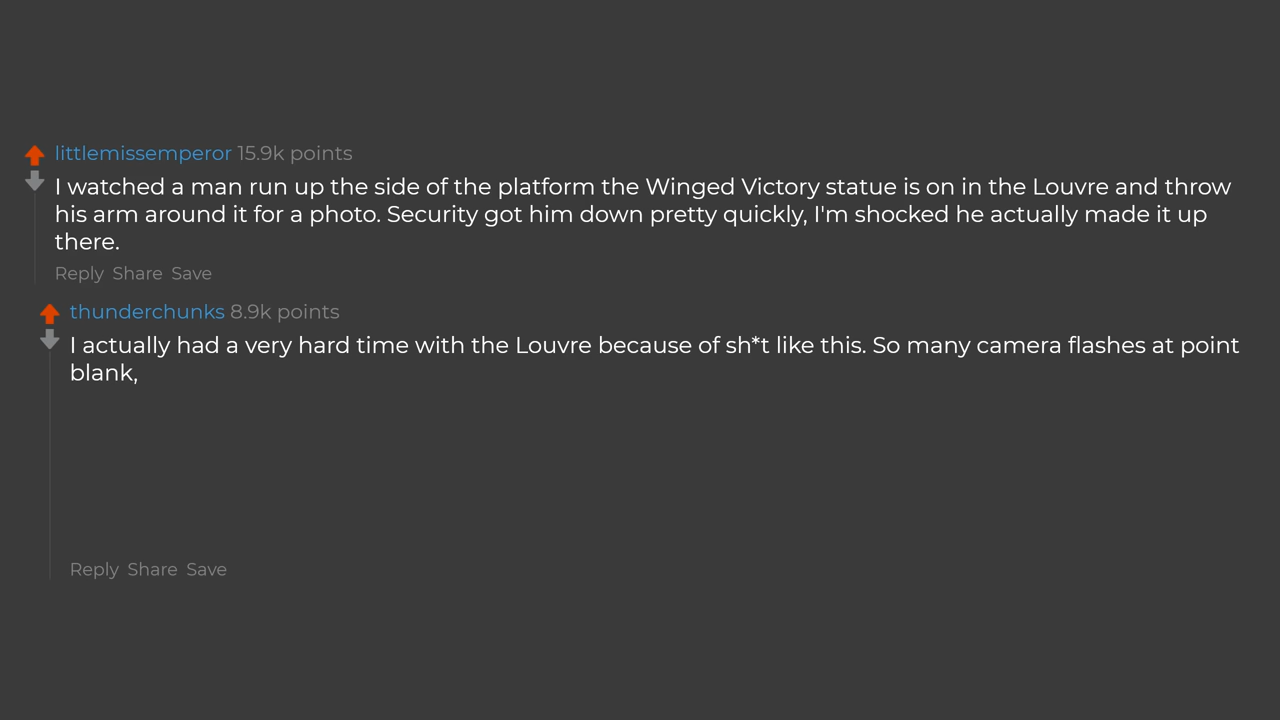 littlemissemperor 15.9k points
I watched a man run up the side of the platform the Winged Victory statue is on in the Louvre and throw
his arm around it for a photo. Security got him down pretty quickly, I'm shocked he actually made it up
there.
Reply Share Save
thunderchunks 8.9k points
I actually had a very hard time with the Louvre because of sh*t like this. So many camera flashes at point
blank,
Reply Share Save